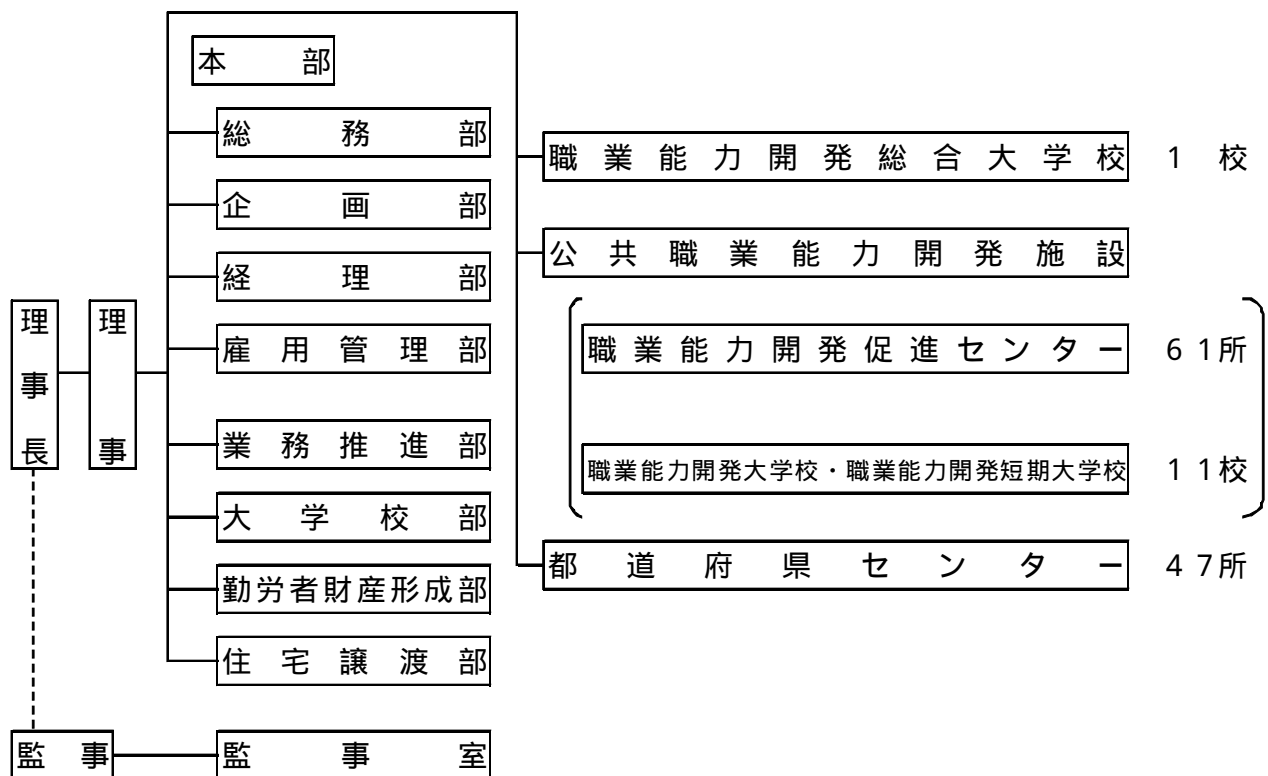 本部
総務部
企画部
経理部
雇用管理部
業務推進部
大学校部
勤労者財産形成部
住宅譲渡部
理事長
理事
監事
監事室
職業能力開発総合大学校 1校
公共職業能力開発施設
職業能力開発促進センター 61所
職業能力開発大学校・職業能力開発短期大学校 11校
都道府県センター 47所